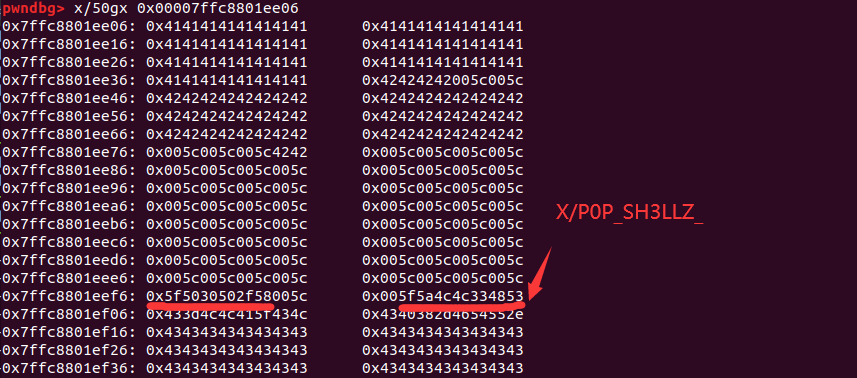 pwndbg> x/50gx 0x00007ffc8801ee06
0x7ffc8801ee06: 0x4141414141414141 0x4141414141414141
0x7ffc8801ee16: 0x4141414141414141 0x4141414141414141
0x7ffc8801ee26: 0x4141414141414141 0x4141414141414141
0x7ffc8801ee36: 0x4141414141414141 0x42424242005c005c
0x7ffc8801ee46: 0x4242424242424242 0x4242424242424242
0x7ffc8801ee56: 0x4242424242424242 0x4242424242424242
0x7ffc8801ee66: 0x4242424242424242 0x4242424242424242
0x7ffc8801ee76: 0x005c005c005c4242 0x005c005c005c005c
0x7ffc8801ee86: 0x005c005c005c005c 0x005c005c005c005c
0x7ffc8801ee96: 0x005c005c005c005c 0x005c005c005c005c
0x7ffc8801eea6: 0x005c005c005c005c 0x005c005c005c005c
X/P0P_SH3LLZ_
0x7ffc8801eeb6: 0x005c005c005c005c 0x005c005c005c005c
0x7ffc8801eec6: 0x005c005c005c005c 0x005c005c005c005c
0x7ffc8801eed6: 0x005c005c005c005c 0x005c005c005c005c
0x7ffc8801eee6: 0x005c005c005c005c 0x005c005c005c005c
0x7ffc8801eef6: 0x5f5030502f58005c 0x005f5a4c4c334853
0x7ffc8801ef06: 0x433d4c4c415f434c 0x4340382d4654552e
0x7ffc8801ef16: 0x4343434343434343 0x4343434343434343
0x7ffc8801ef26: 0x4343434343434343 0x4343434343434343
0x7ffc8801ef36: 0x4343434343434343 0x4343434343434343